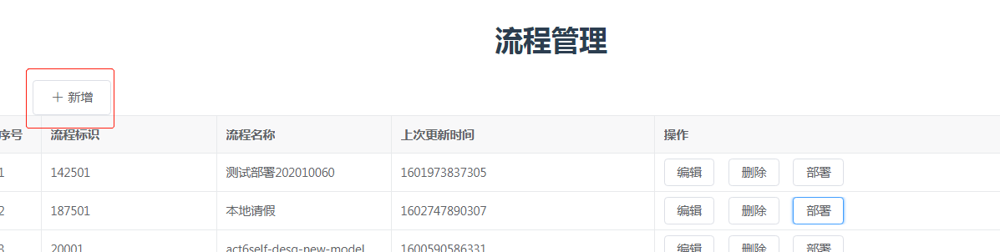 流程管理
新增
序号 流程标识 流程名称 上次更新时间 操作
1 142501 测试部署202010060 1601973837305 编辑 删除 部署
2 187501 本地请假 1602747890307 编辑 删除 部署
3 20001 act6self-desg-new-model 1600590586331 编辑 删除 部署